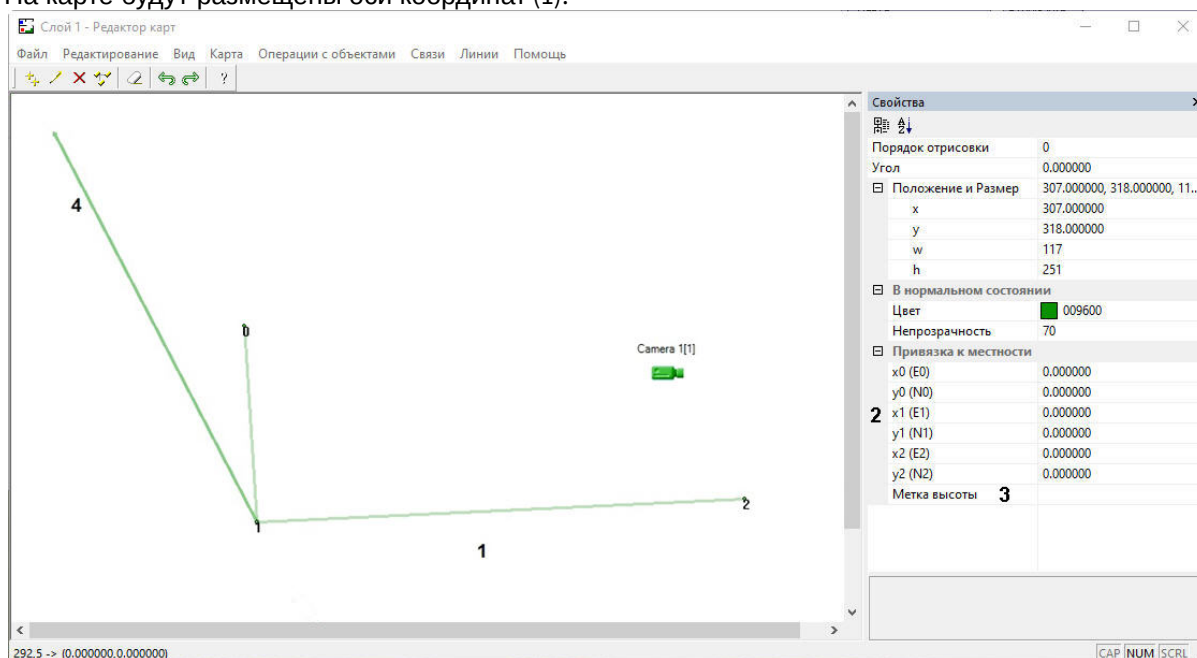 На карте будут размещены оси координат (1).
Слой 1 - Редактор карт
Файл Редактирование Вид Карта Операции с объектами Связи Линии Помощь
?
Свойства
Порядок отрисовки 0
Угол 0.000000
Положение и Размер 307.000000, 318.000000, 11...
x 307.000000
y 318.000000
w 117
h 251
В нормальном состоянии
Цвет 009600
Непрозрачность 70
Привязка к местности
x0 (E0) 0.000000
y0 (N0) 0.000000
2 x1 (E1) 0.000000
y1 (N1) 0.000000
x2 (E2) 0.000000
y2 (N2) 0.000000
Метка высоты 3
4
0
Camera 1[1]
2
1
1
292.5 -> (0.000000,0.000000)
CAP NUM SCRL